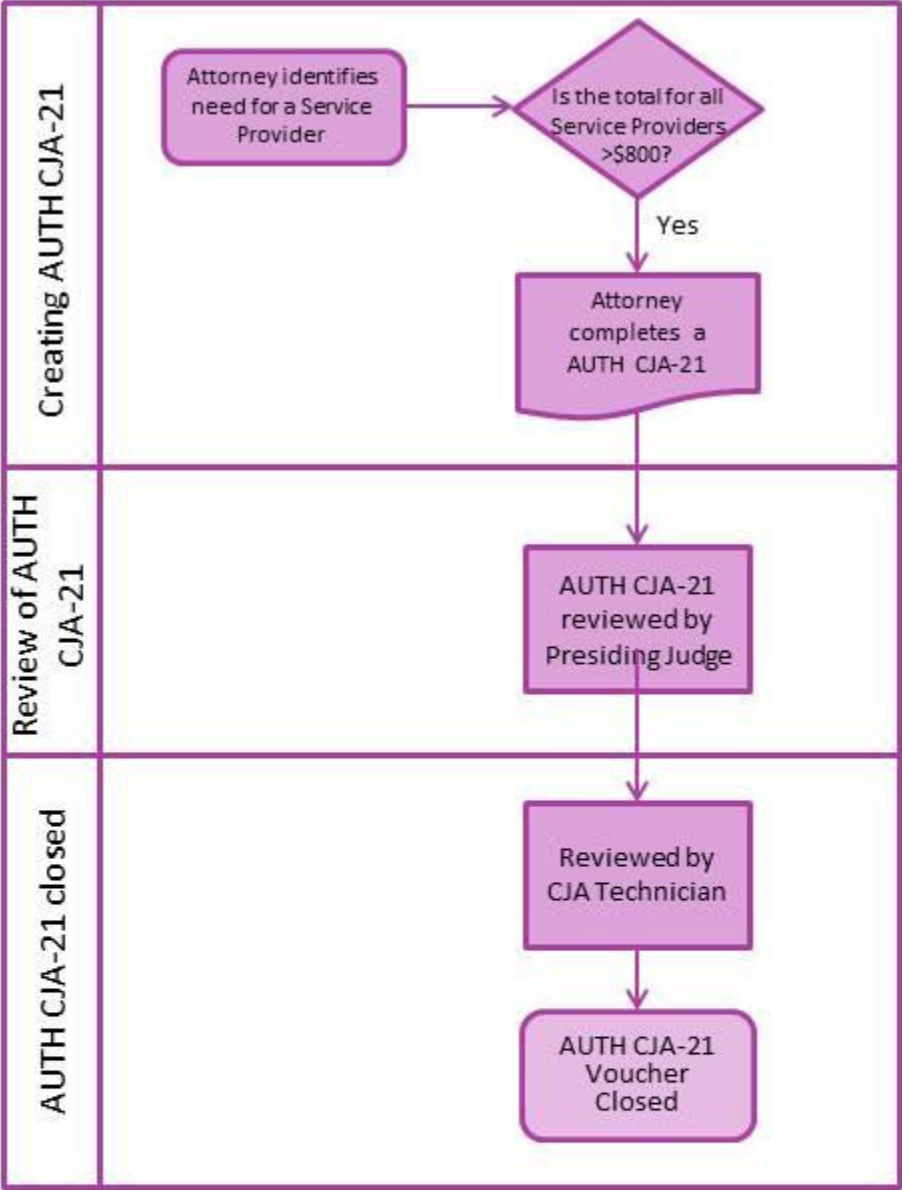 Creating AUTH CJA-21
Attorney identifies
need for a Service
Provider
Is the total for all
Service Providers
>$800?
Yes
Attorney
completes a
AUTH CJA-21
Review of AUTH
CJA-21
AUTH CJA-21
reviewed by
Presiding Judge
AUTH CJA-21 closed
Reviewed by
CJA Technician
AUTH CJA-21
Voucher
Closed